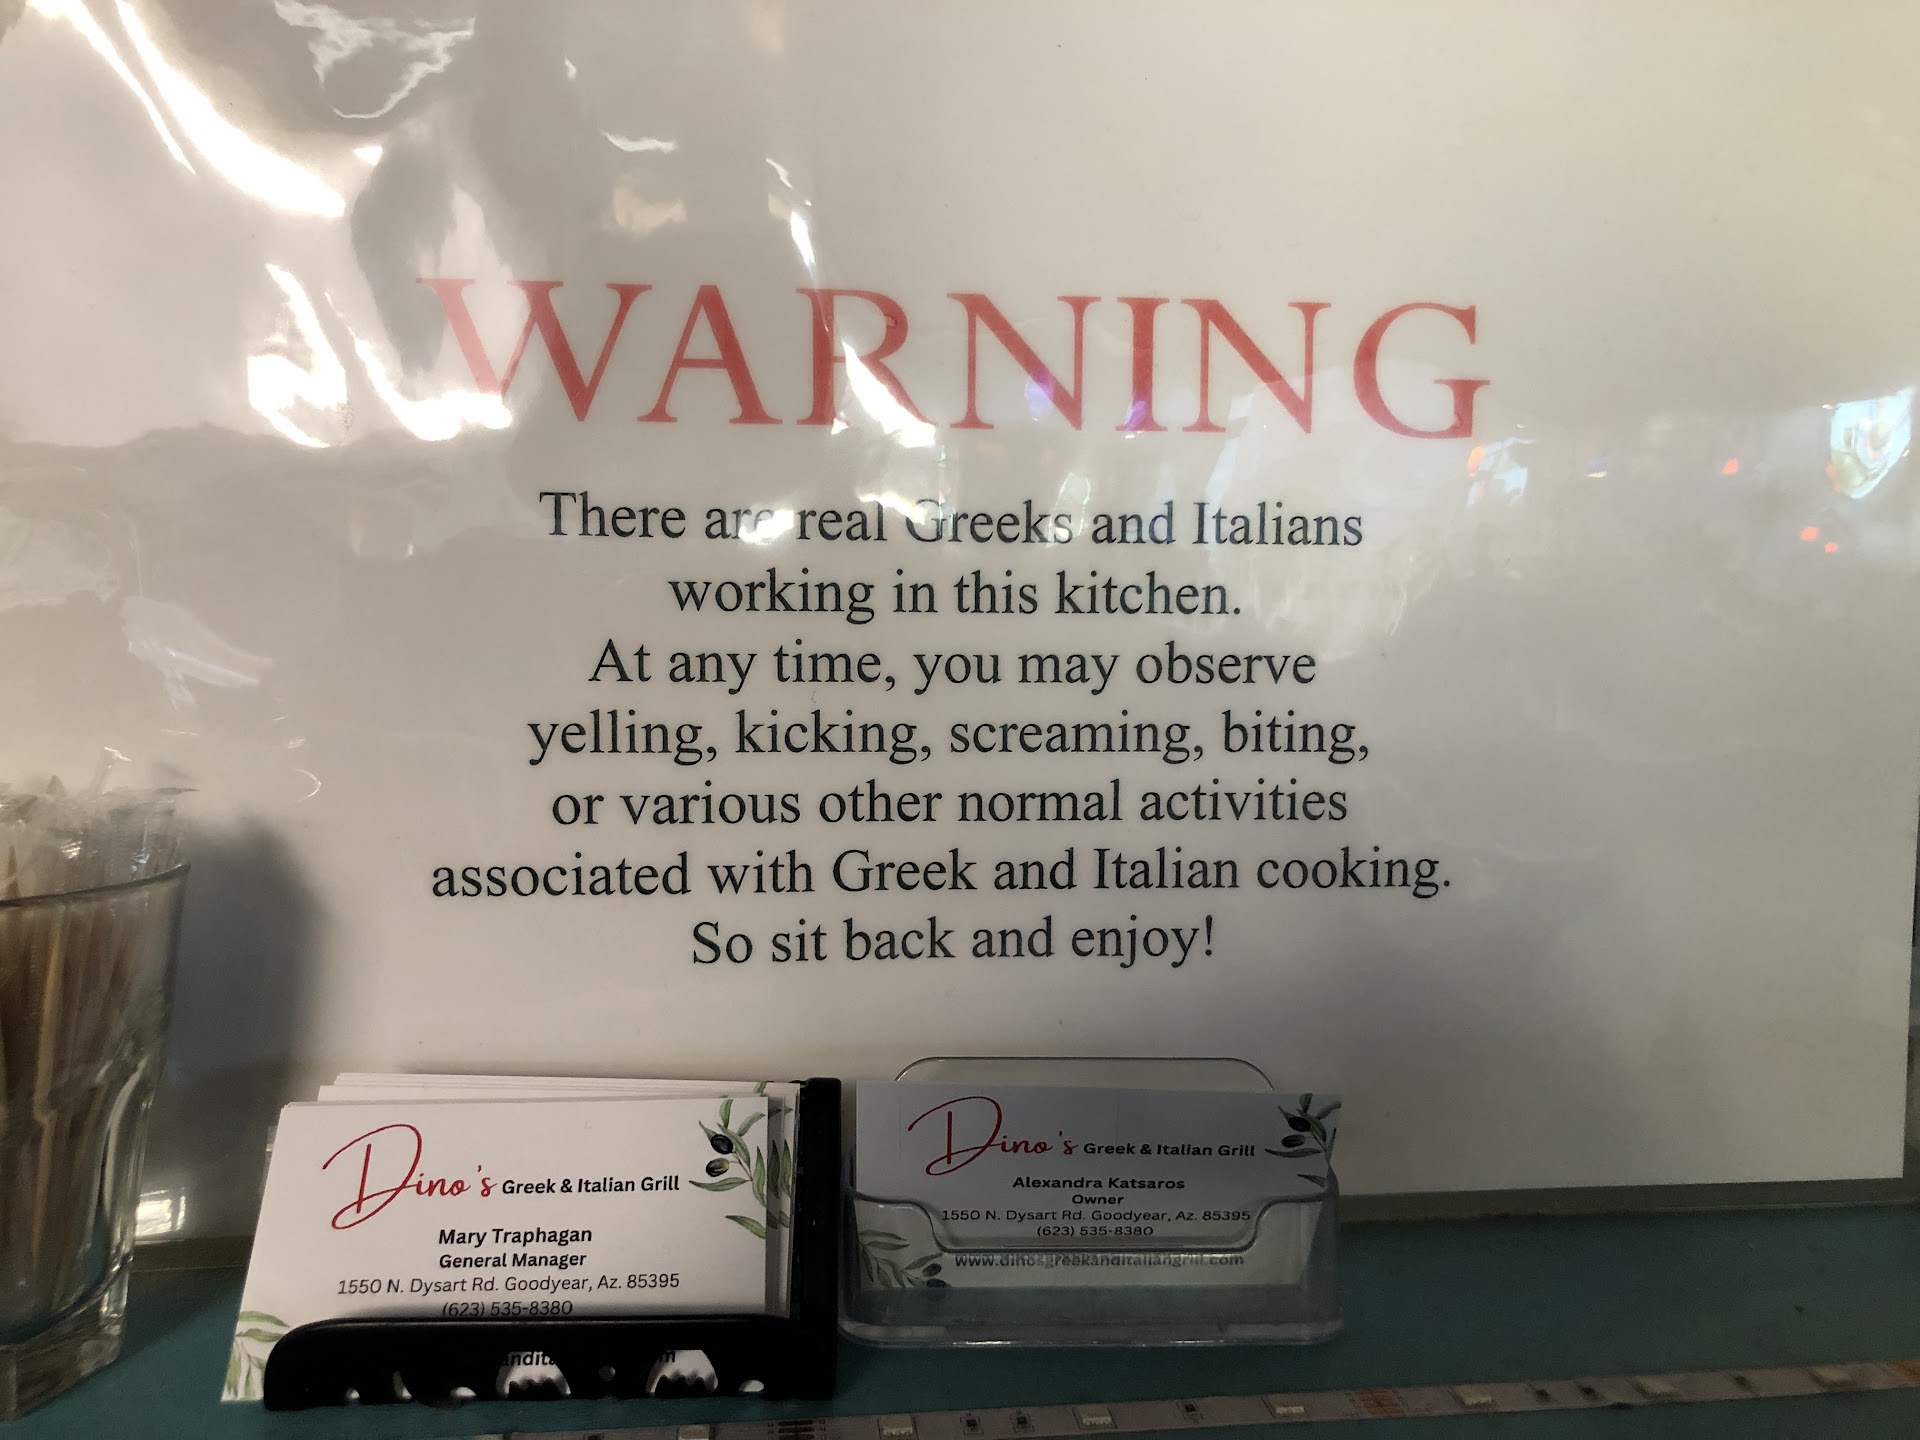 WARNING
There are real Greeks and Italians
working in this kitchen.
At any time, you may observe
yelling, kicking, screaming, biting,
or various other normal activities
associated with Greek and Italian cooking.
So sit back and enjoy!
Dino's Greek & Italian Grill
Mary Traphagan
General Manager
1550 N. Dysart Rd. Goodyear, Az. 85395
(623) 535-8380
Dino's Greek & Italian Grill
Alexandra Katsaros
Owner
1550 N. Dysart Rd. Goodyear, Az. 85395
(623) 535-8380
www.dinosgreekanditaliangrill.com